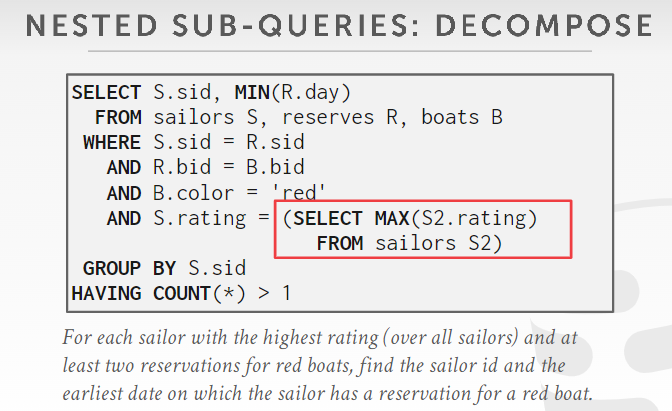 NESTED SUB-QUERIES: DECOMPOSE
SELECT S.sid, MIN(R.day)
FROM sailors S, reserves R, boats B
WHERE S.sid = R.sid
AND R.bid = B.bid
AND B.color = 'red'
AND S.rating = (SELECT MAX(S2.rating)
FROM sailors S2)
GROUP BY S.sid
HAVING COUNT(*) > 1
For each sailor with the highest rating (over all sailors) and at
least two reservations for red boats, find the sailor id and the
earliest date on which the sailor has a reservation for a red boat.